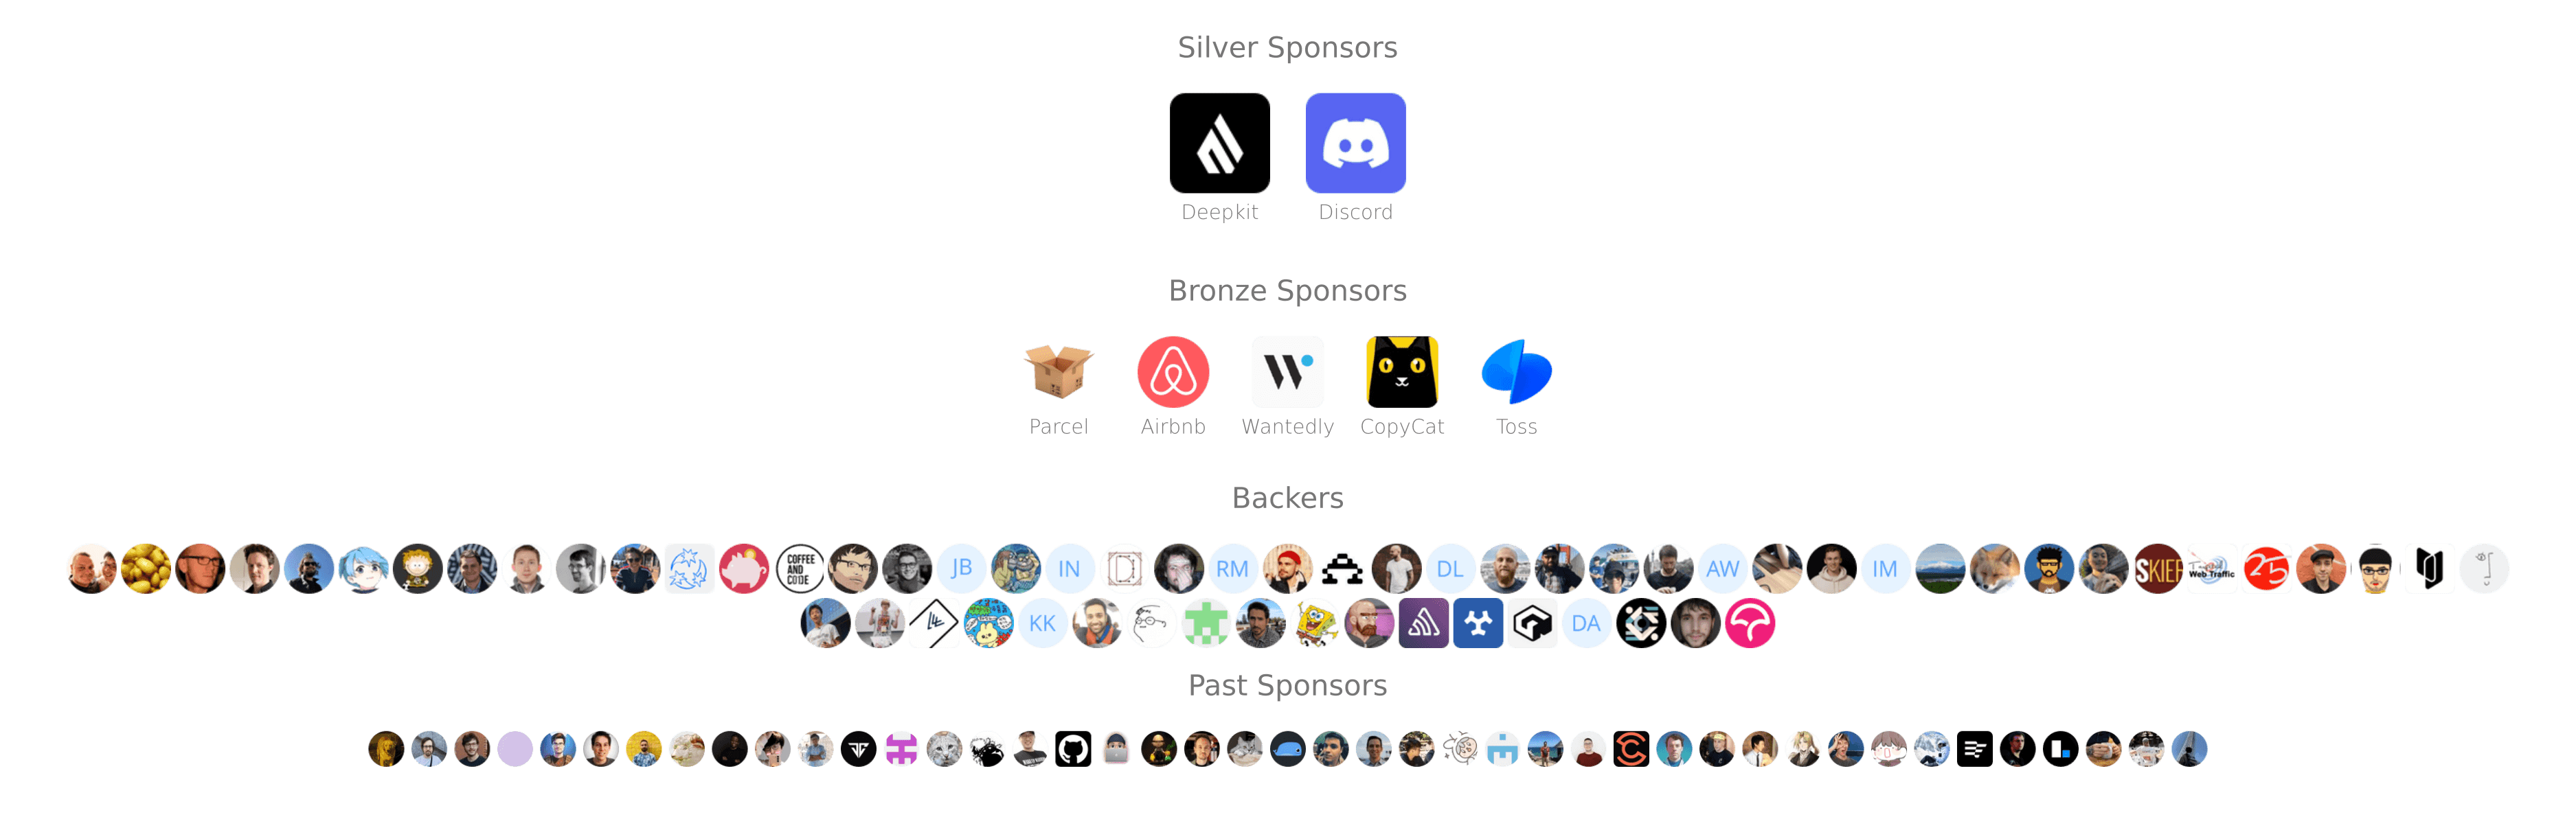 Silver Sponsors
Deepkit Discord
Bronze Sponsors
Parcel Airbnb Wantedly CopyCat Toss
Backers
COFFEE AND CODE JB IN RM DL AW IM SKIEF Web Traffic 25
KK DA
Past Sponsors